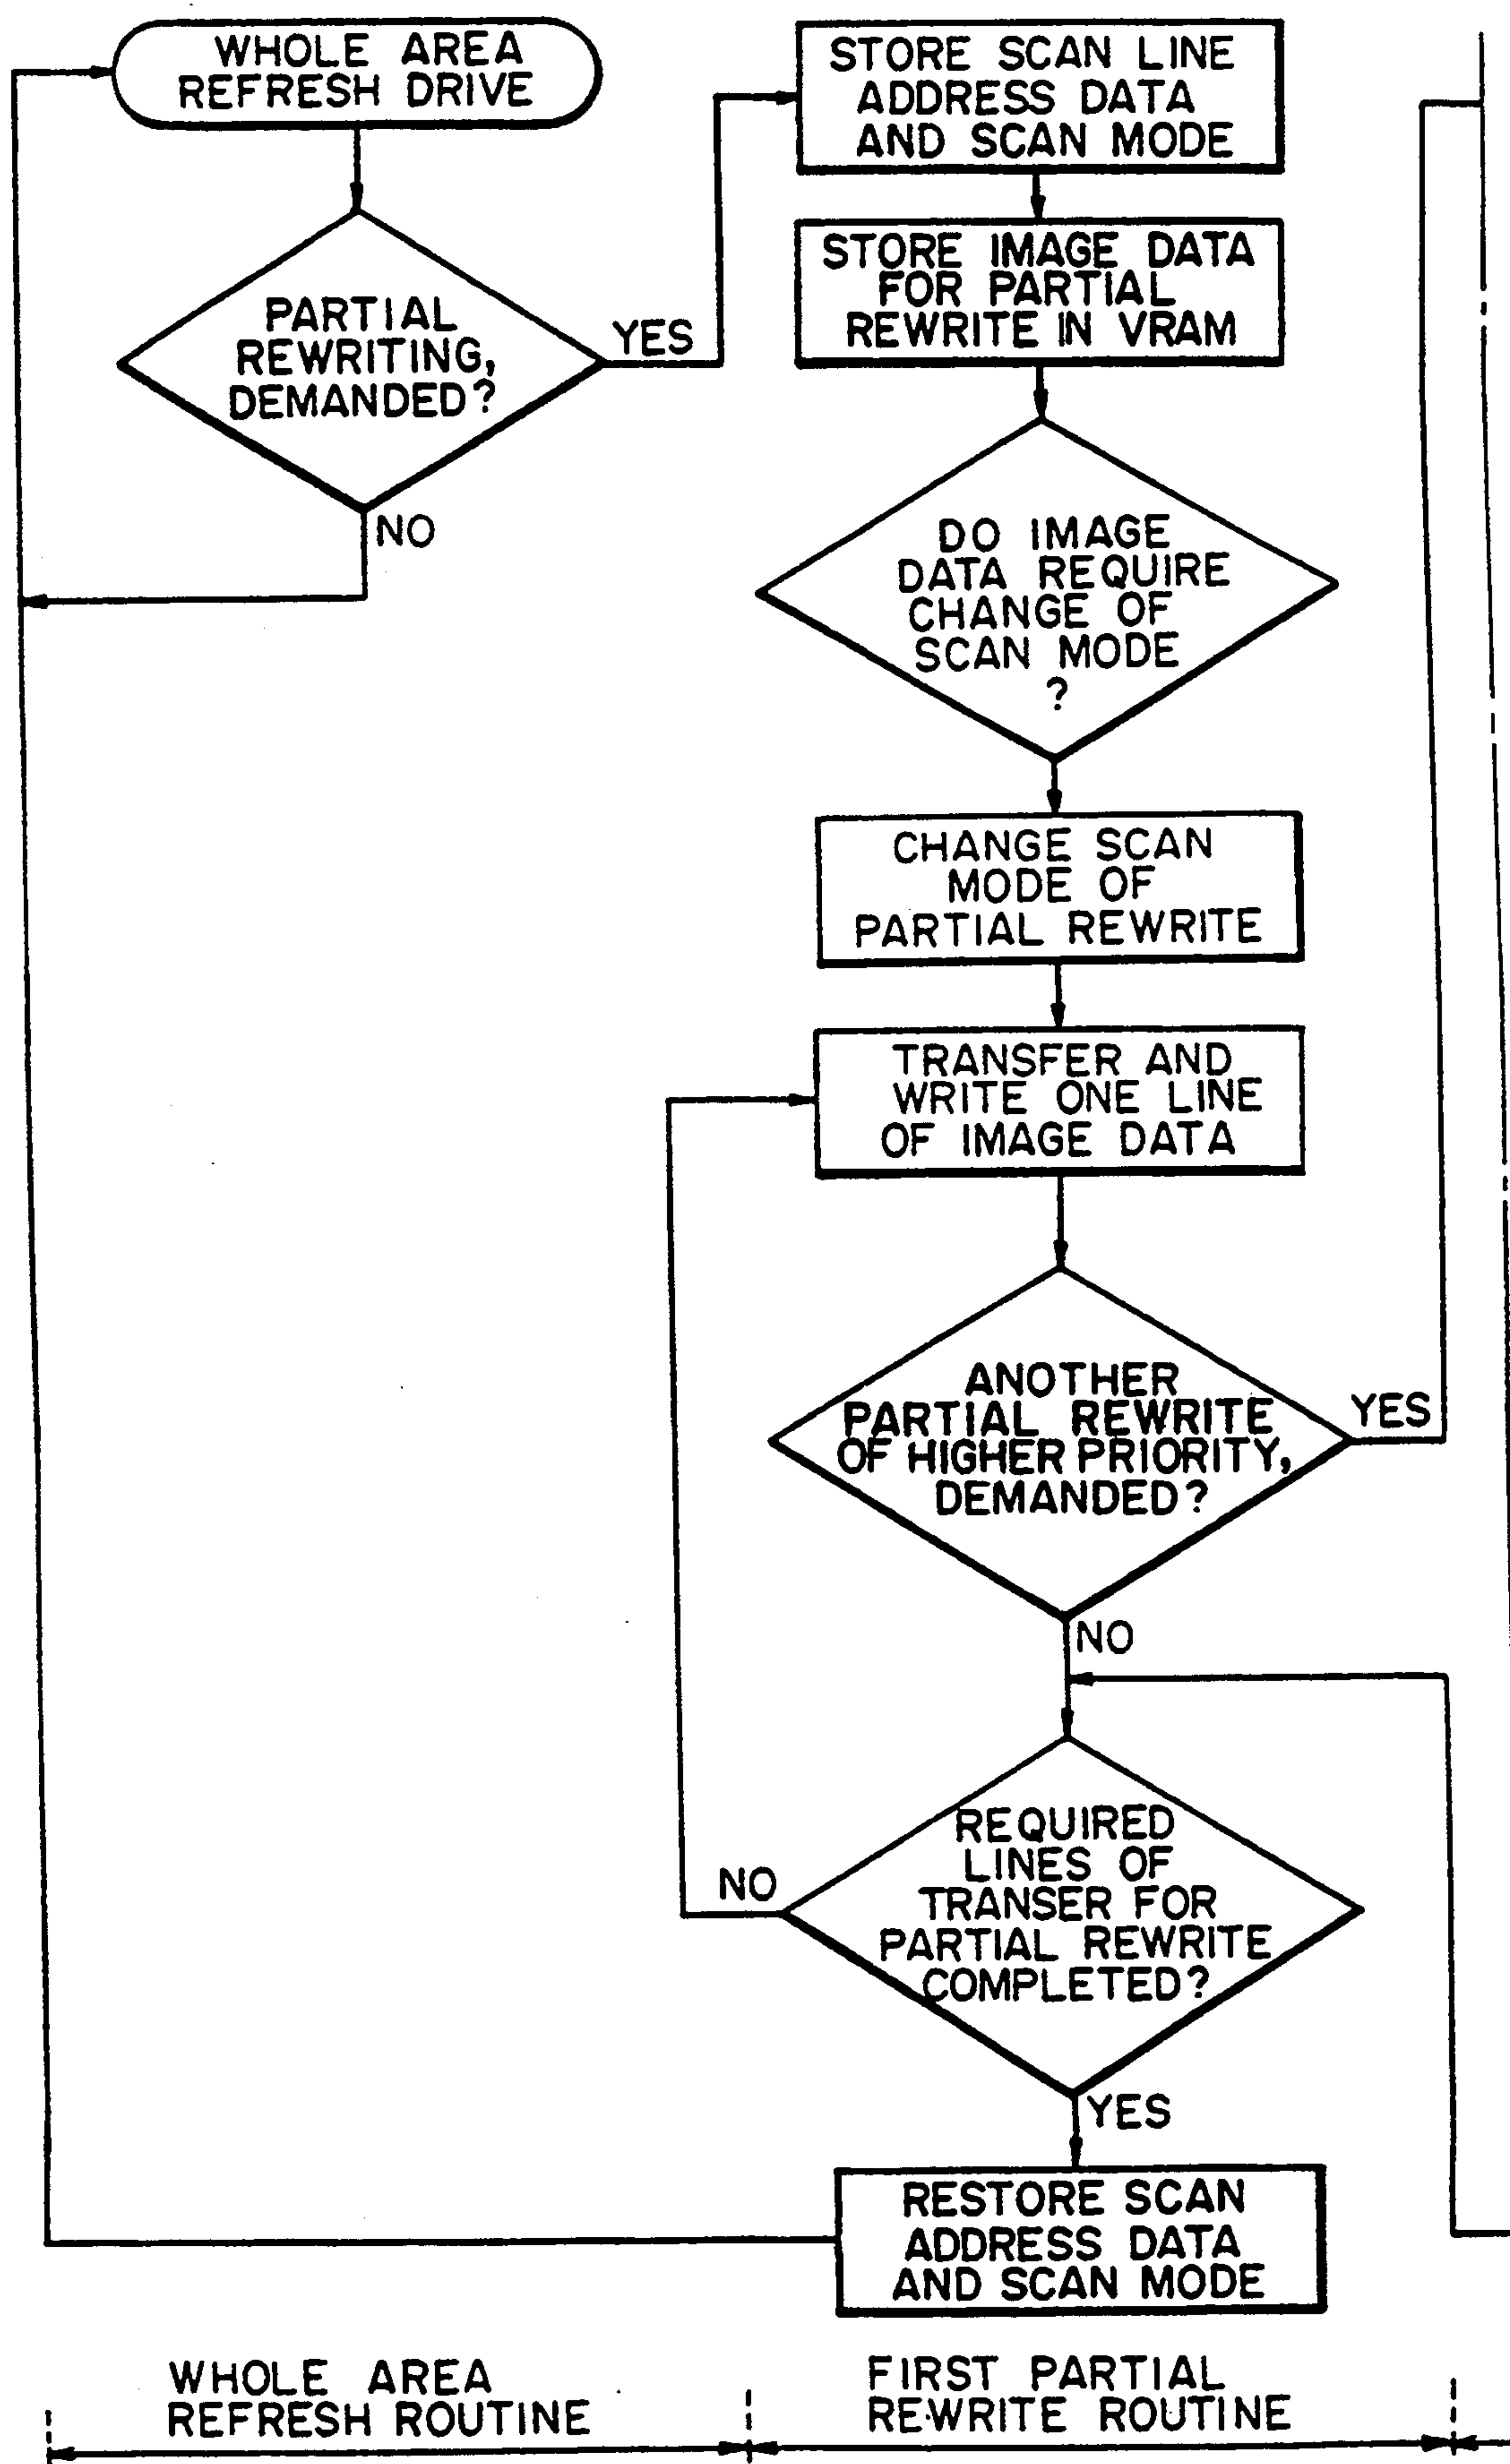 WHOLE AREA
REFRESH DRIVE
PARTIAL
REWRITING,
DEMANDED?
YES
NO
STORE SCAN LINE
ADDRESS DATA
AND SCAN MODE
STORE IMAGE DATA
FOR PARTIAL
REWRITE IN VRAM
DO IMAGE
DATA REQUIRE
CHANGE OF
SCAN MODE
?
CHANGE SCAN
MODE OF
PARTIAL REWRITE
TRANSFER AND
WRITE ONE LINE
OF IMAGE DATA
ANOTHER
PARTIAL REWRITE
OF HIGHER PRIORITY,
DEMANDED?
YES
NO
REQUIRED
LINES OF
TRANSER FOR
PARTIAL REWRITE
COMPLETED?
NO
YES
RESTORE SCAN
ADDRESS DATA
AND SCAN MODE
WHOLE AREA
REFRESH ROUTINE
FIRST PARTIAL
REWRITE ROUTINE